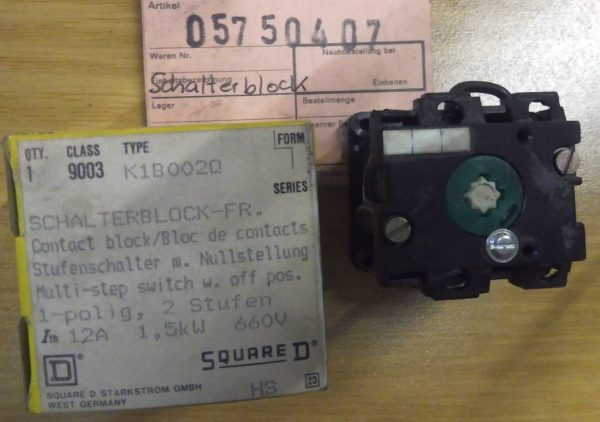 Artikel
05750407
Waren Nr.
Nachbestellung bei
Schalterblock
Einheiten
Lager
Bestellmenge
QTY. CLASS TYPE FORM
1 9003 K1B002Q
SERIES
SCHALTERBLOCK-FR.
Contact block/Bloc de contacts
Stufenschalter m. Nullstellung
Multi-step switch w. off pos.
1-polig, 2 Stufen
Ith 12A 1,5kW 660V
D SQUARE D
SQUARE D STARKSTROM GMBH HS 23
WEST GERMANY